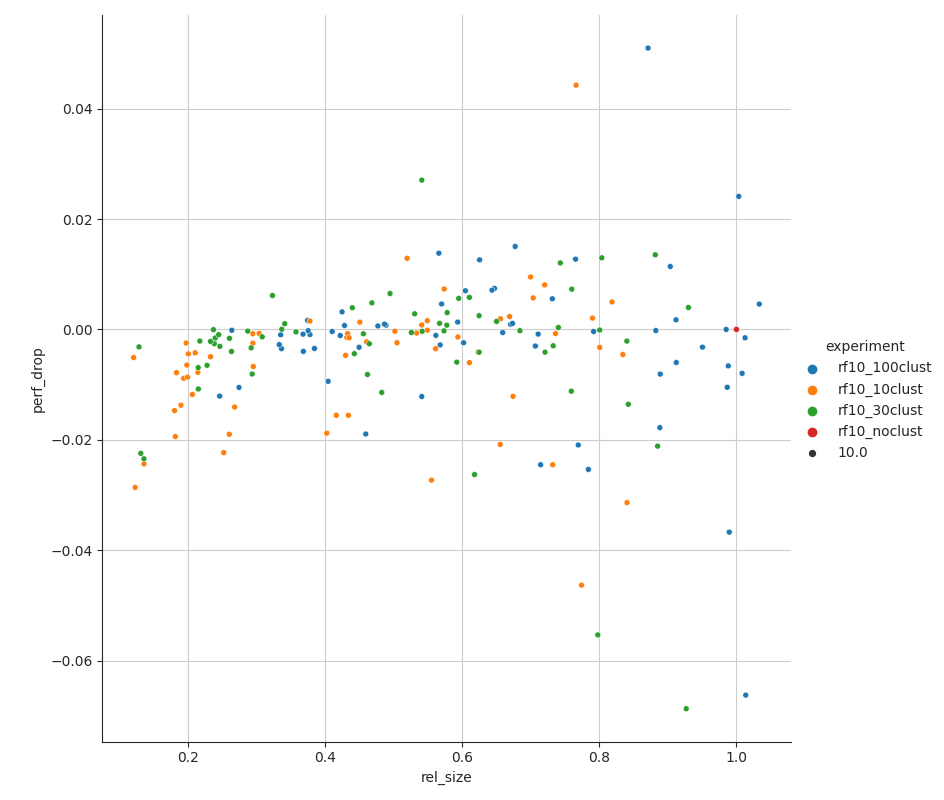 0.04
0.02
0.00
−0.02
−0.04
−0.06
perf_drop
0.2 0.4 0.6 0.8 1.0
rel_size
experiment
rf10_100clust
rf10_10clust
rf10_30clust
rf10_noclust
10.0